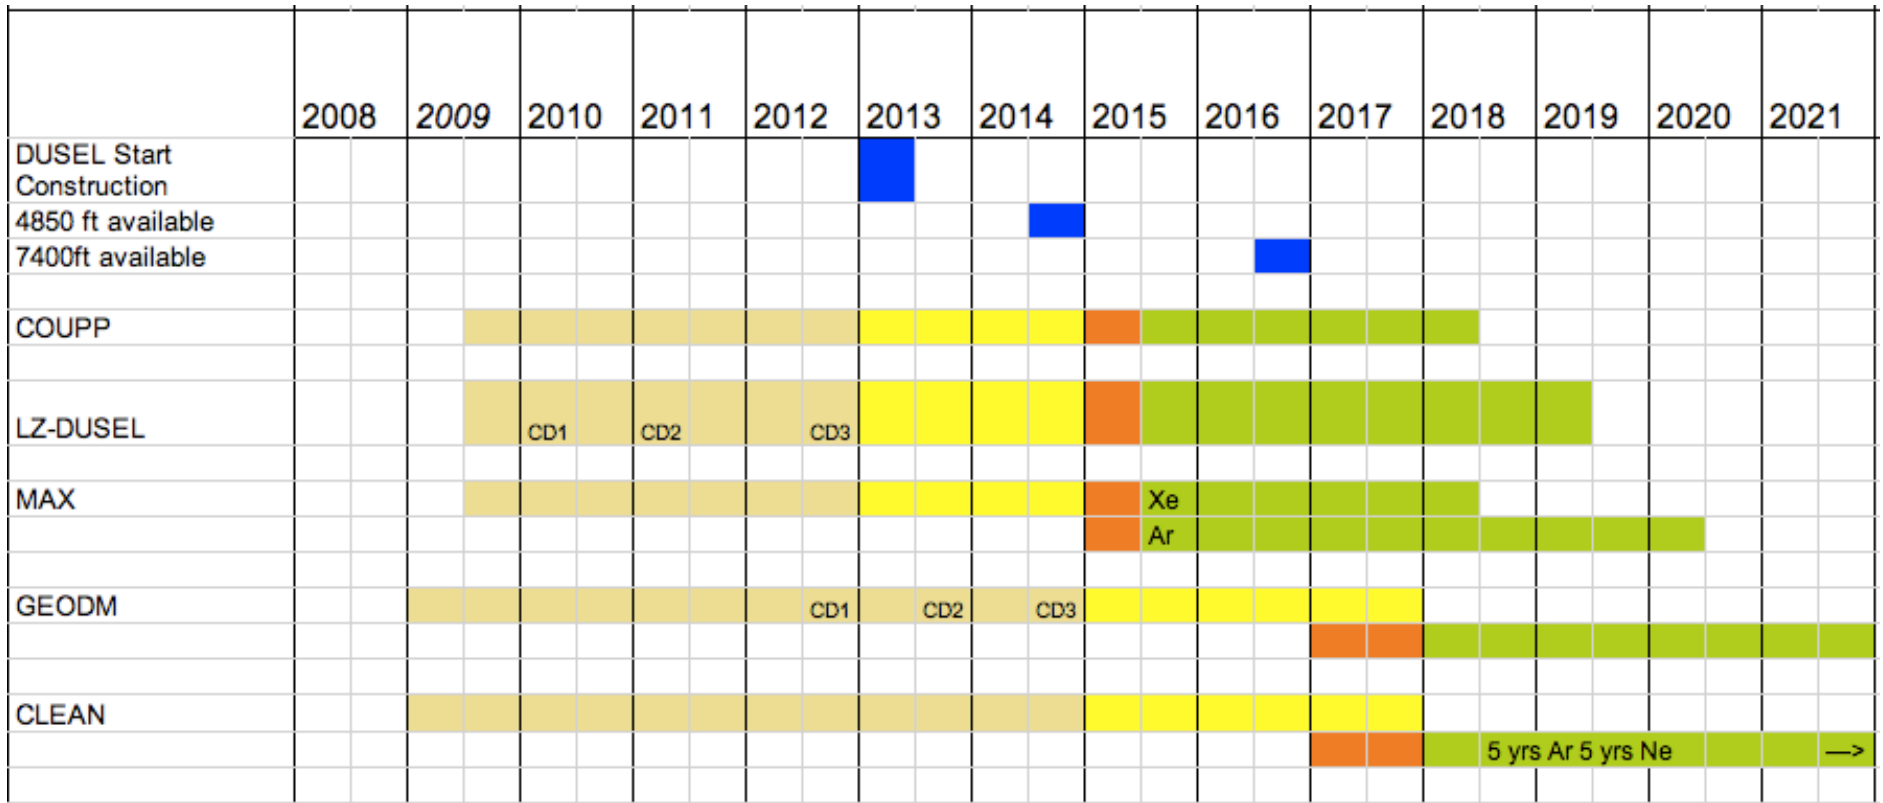 2008 2009 2010 2011 2012 2013 2014 2015 2016 2017 2018 2019 2020 2021
DUSEL Start
Construction
4850 ft available
7400ft available
COUPP
LZ-DUSEL CD1 CD2 CD3
MAX Xe
Ar
GEODM CD1 CD2 CD3
CLEAN
5 yrs Ar 5 yrs Ne —>